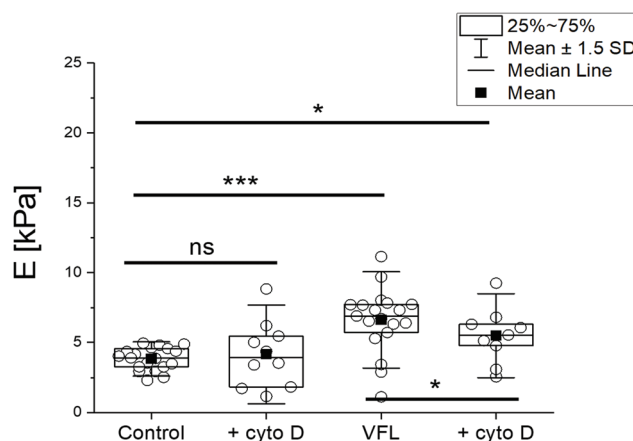 25%~75%
Mean ± 1.5 SD
Median Line
Mean
E [kPa]
25
20
15
10
5
0
*
***
ns
*
Control
+ cyto D
VFL
+ cyto D